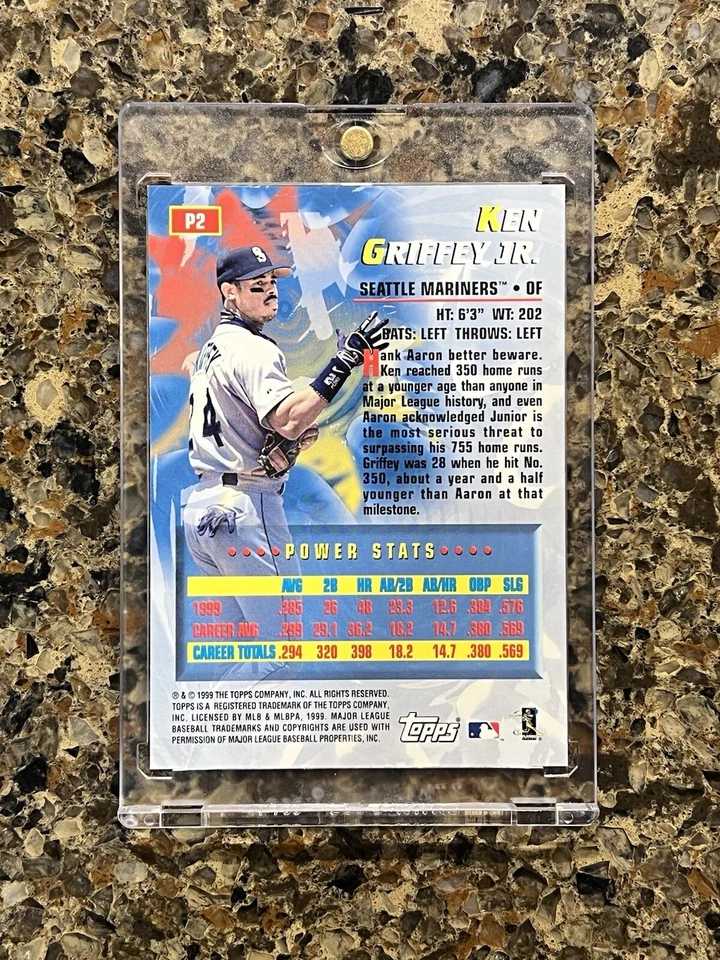 P2
KEN
GRIFFEY, JR.
SEATTLE MARINERS™ • OF
HT: 6'3" WT: 202
BATS: LEFT THROWS: LEFT
Hank Aaron better beware.
Ken reached 350 home runs
at a younger age than anyone in
Major League history, and even
Aaron acknowledged Junior is
the most serious threat to
surpassing his 755 home runs.
Griffey was 28 when he hit No.
350, about a year and a half
younger than Aaron at that
milestone.
24
• • • • POWER STATS • • • •
AVG 2B HR AB/2B AB/HR OBP SLG
1999 .285 26 48 23.3 12.6 .384 .576
CAREER AVG 29.1 36.2 18.2 14.7 .380 .569
CAREER TOTALS .294 320 398 18.2 14.7 .380 .569
® & © 1999 THE TOPPS COMPANY, INC. ALL RIGHTS RESERVED.
TOPPS IS A REGISTERED TRADEMARK OF THE TOPPS COMPANY,
INC. LICENSED BY MLB & MLBPA, 1999. MAJOR LEAGUE
BASEBALL TRADEMARKS AND COPYRIGHTS ARE USED WITH
PERMISSION OF MAJOR LEAGUE BASEBALL PROPERTIES, INC.
Topps®